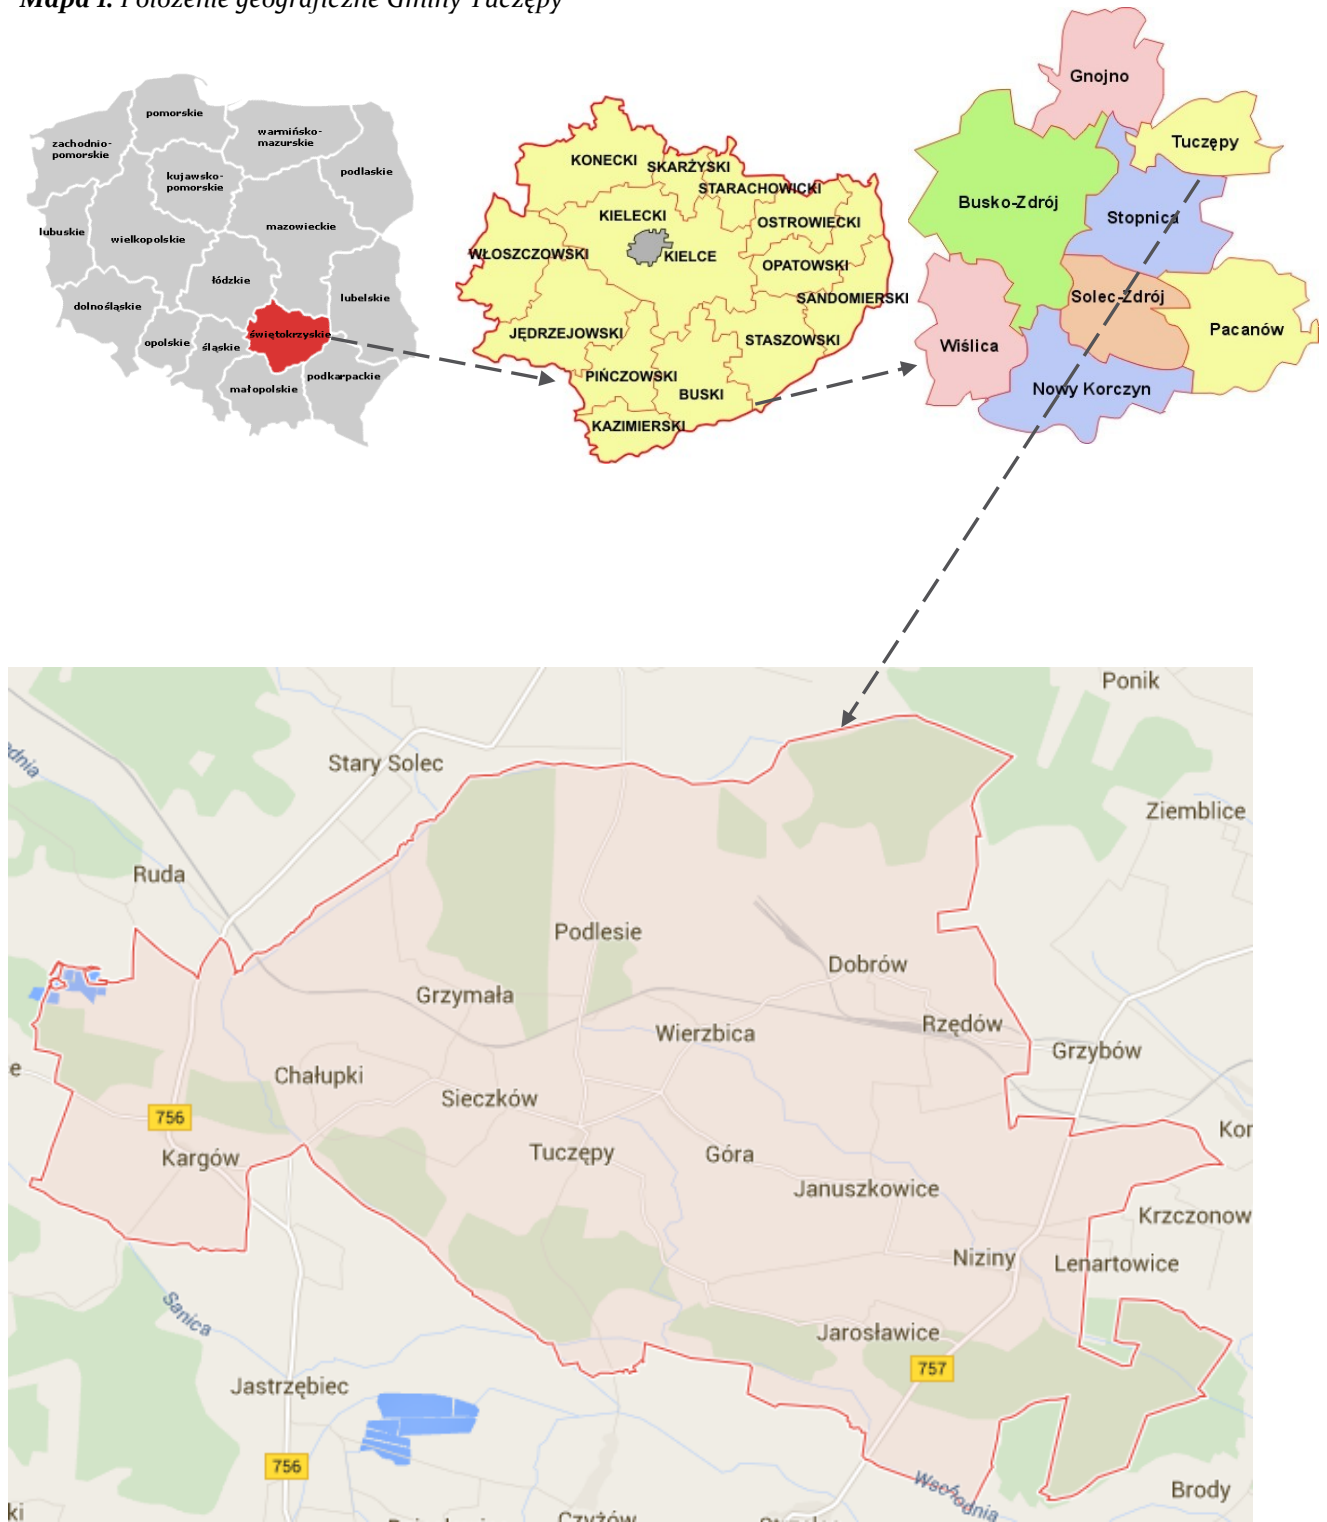 Mapa 1. Położenie geograficzne Gminy Tuczępy
pomorskie
zachodnio-
pomorskie
warmińsko-
mazurskie
kujawsko-
pomorskie
podlaskie
lubuskie
wielkopolskie
mazowieckie
łódzkie
dolnośląskie
lubelskie
opolskie
śląskie
świętokrzyskie
małopolskie
podkarpackie
KONECKI
SKARŻYSKI
STARACHOWICKI
KIELECKI
OSTROWIECKI
WŁOSZCZOWSKI
KIELCE
OPATOWSKI
SANDOMIERSKI
JĘDRZEJOWSKI
STASZOWSKI
PIŃCZOWSKI
BUSKI
KAZIMIERSKI
Gnojno
Tuczępy
Busko-Zdrój
Stopnica
Solec-Zdrój
Pacanów
Wiślica
Nowy Korczyn
Ponik
Stary Solec
Ziemblice
Ruda
Podlesie
Dobrów
Grzymała
Rzędów
Wierzbica
Grzybów
Chałupki
Sieczków
756
Kargów
Tuczępy
Góra
Januszkowice
Krzczonow
Niziny
Lenartowice
Sanica
Jarosławice
757
Jastrzębiec
756
Wschodnia
Brody
ki
Czyżów